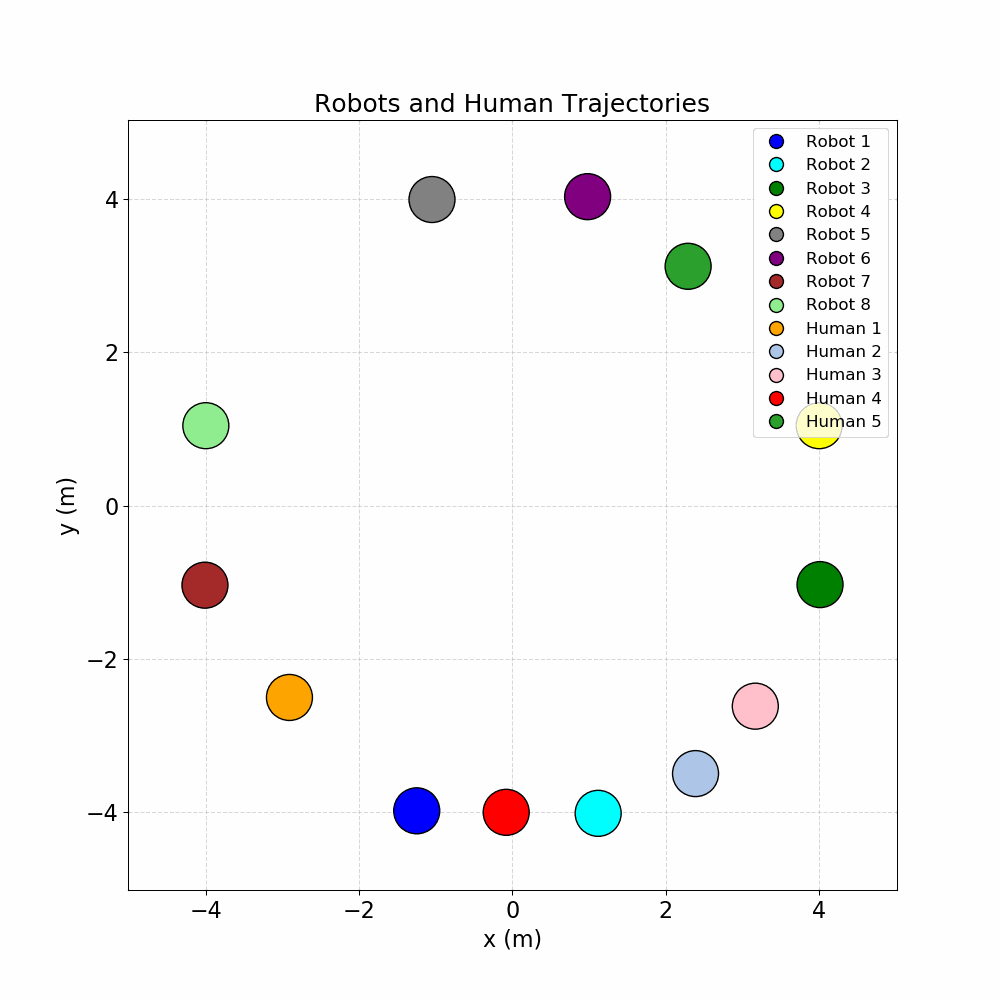 Robots and Human Trajectories
Robot 1
Robot 2
Robot 3
Robot 4
Robot 5
Robot 6
Robot 7
Robot 8
Human 1
Human 2
Human 3
Human 4
Human 5
4
2
0
−2
−4
y (m)
−4 −2 0 2 4
x (m)